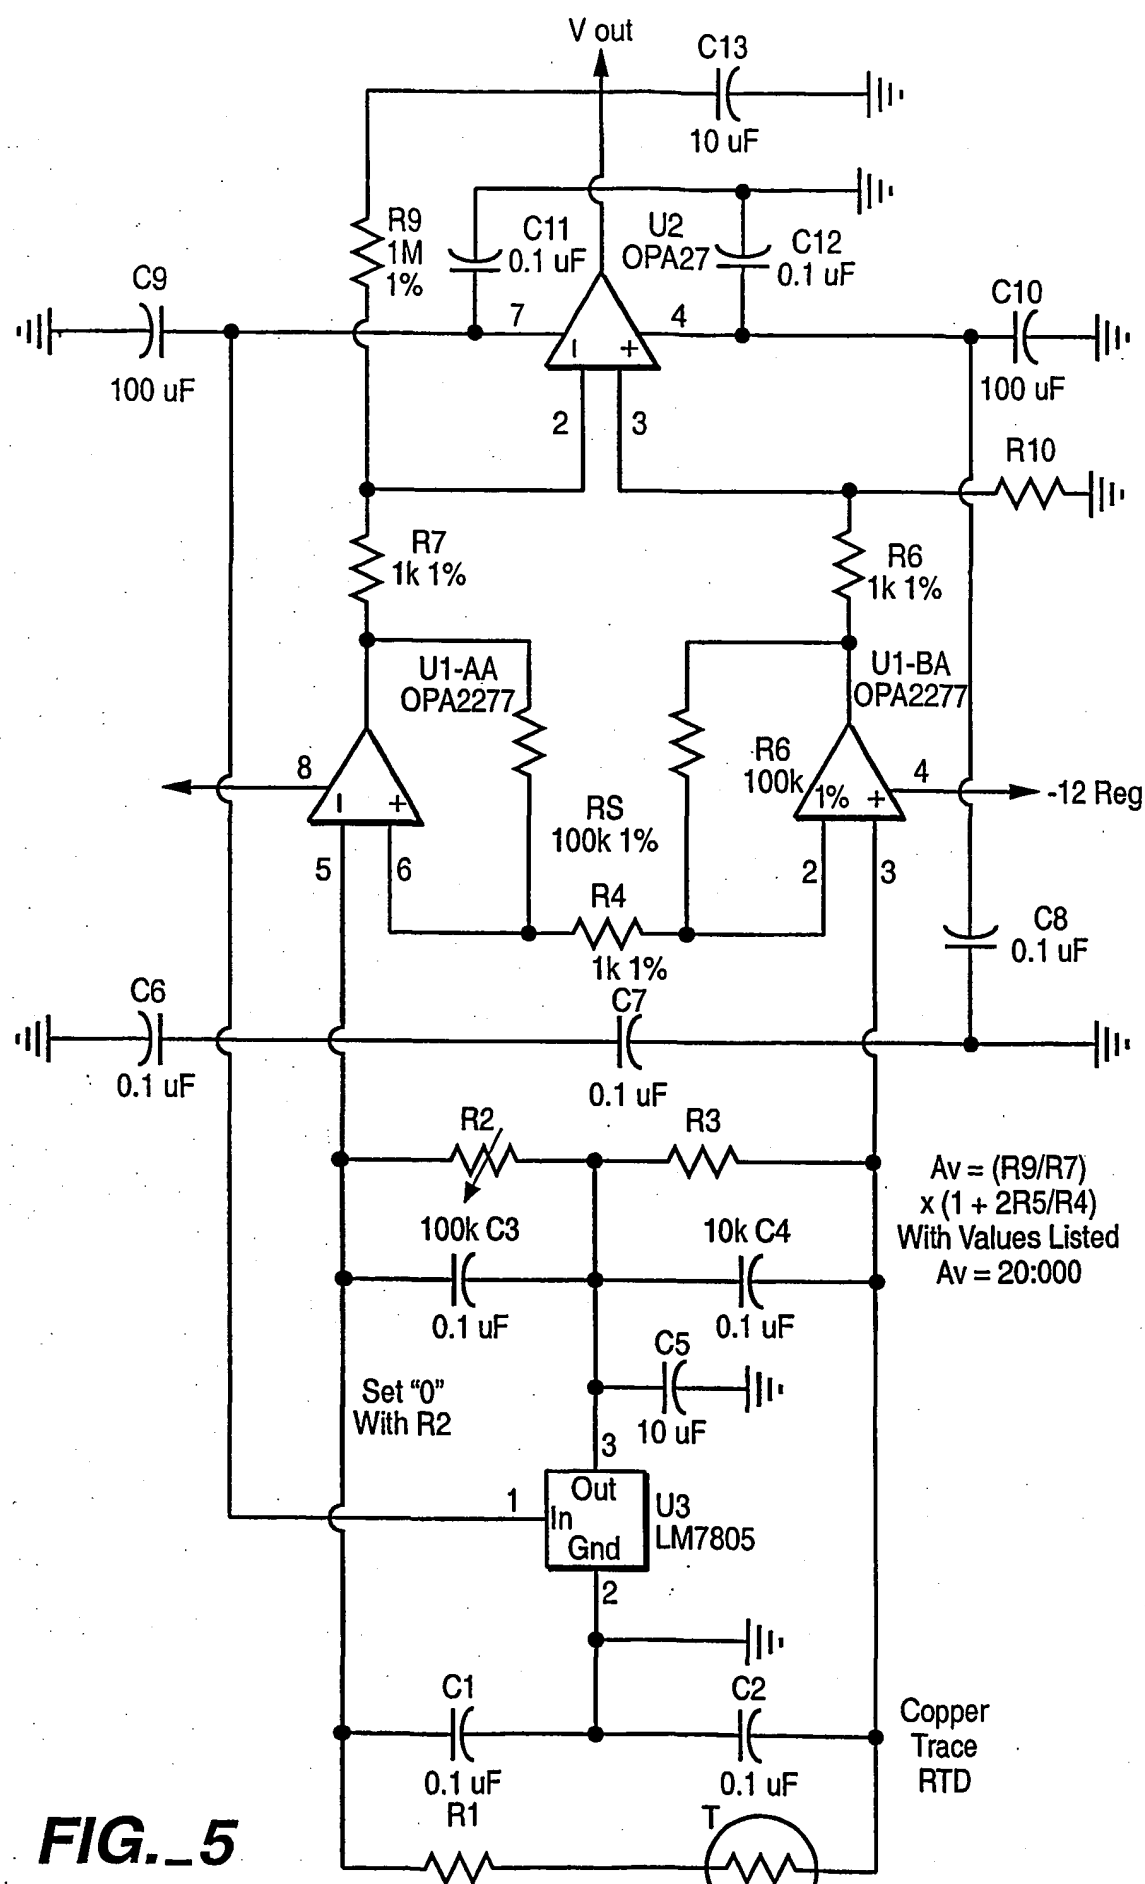 V out
C13
10 uF
R9
1M
1%
C11
0.1 uF
U2
OPA27
C12
0.1 uF
C9
100 uF
7
4
C10
100 uF
– +
2
3
R10
R7
1k 1%
R6
1k 1%
U1-AA
OPA2277
U1-BA
OPA2277
8
– +
R6
100k
1% +
4
-12 Reg
RS
100k 1%
5
6
2
3
R4
1k 1%
C8
0.1 uF
C6
0.1 uF
C7
0.1 uF
R2
R3
Av = (R9/R7)
x (1 + 2R5/R4)
With Values Listed
Av = 20:000
100k C3
0.1 uF
10k C4
0.1 uF
C5
10 uF
Set "0"
With R2
3
1
Out
In
Gnd
U3
LM7805
2
C1
0.1 uF
C2
0.1 uF
Copper
Trace
RTD
R1
T
FIG._5